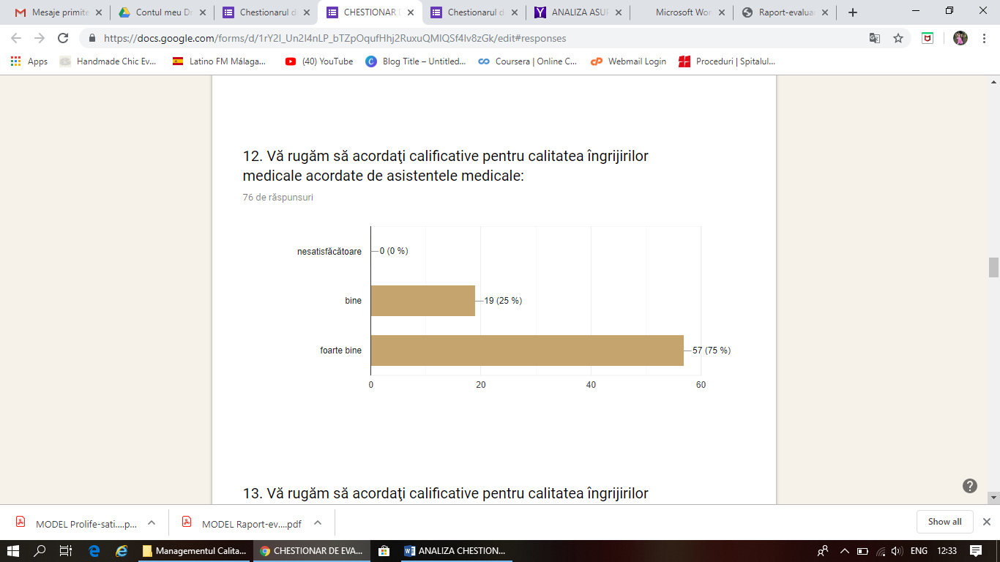 Mesaje primite
Contul meu Dr
Chestionarul d
CHESTIONAR D
Chestionarul d
ANALIZA ASUP
Microsoft Wor
Raport-evaluar
https://docs.google.com/forms/d/1rY2I_Un2I4nLP_bTZpOqufHhj2RuxuQMlQSf4lv8zGk/edit#responses
Apps
Handmade Chic Ev...
Latino FM Málaga...
(40) YouTube
Blog Title – Untitled...
Coursera | Online C...
Webmail Login
Proceduri | Spitalul...
12. Vă rugăm să acordaţi calificative pentru calitatea îngrijirilor
medicale acordate de asistentele medicale:
76 de răspunsuri
nesatisfăcătoare
0 (0 %)
bine
19 (25 %)
foarte bine
57 (75 %)
0 20 40 60
13. Vă rugăm să acordaţi calificative pentru calitatea îngrijirilor
MODEL Prolife-sati....p...
MODEL Raport-ev....pdf
Show all
Managementul Calita...
CHESTIONAR DE EVA...
ANALIZA CHESTION...
ENG
12:33